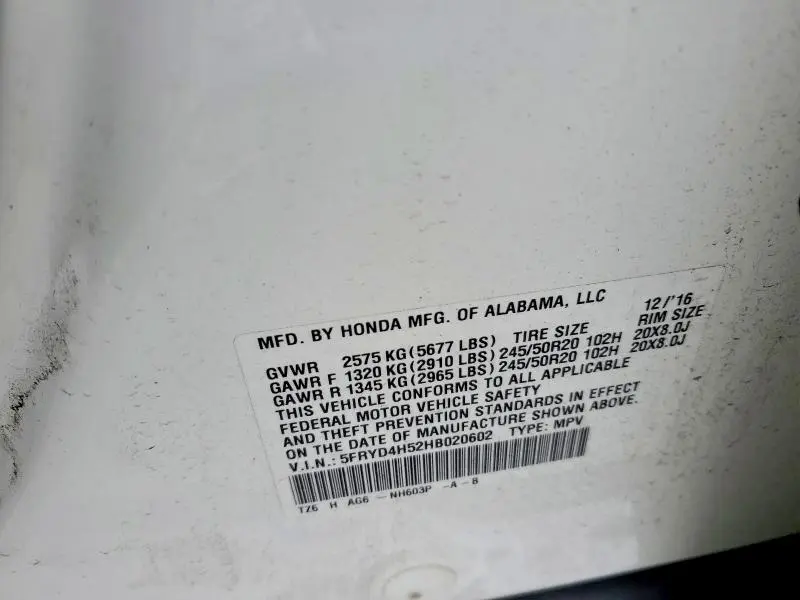 MFD. BY HONDA MFG. OF ALABAMA, LLC 12/'16
GVWR 2575 KG(5677 LBS) TIRE SIZE RIM SIZE
GAWR F 1320 KG(2910 LBS) 245/50R20 102H 20X8.0J
GAWR R 1345 KG(2965 LBS) 245/50R20 102H 20X8.0J
THIS VEHICLE CONFORMS TO ALL APPLICABLE
FEDERAL MOTOR VEHICLE SAFETY
AND THEFT PREVENTION STANDARDS IN EFFECT
ON THE DATE OF MANUFACTURE SHOWN ABOVE.
V.I.N.: 5FRYD4H52HB020602 TYPE: MPV
TZ6 H AG6 -NH603P -A-B